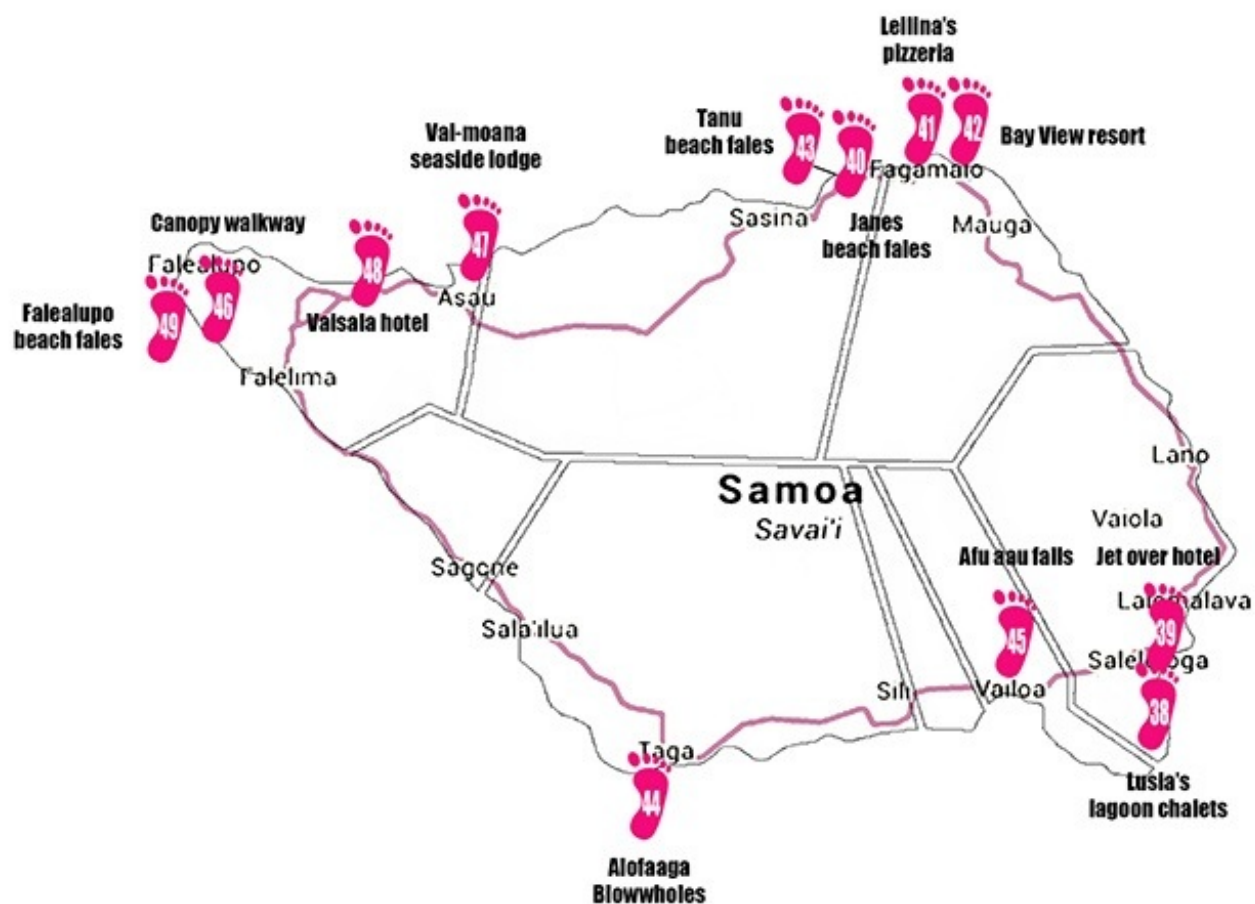 Leilina's
pizzeria
Tanu
beach fales
41
42
Bay View resort
43
40
Fagamalo
Vai-moana
seaside lodge
Sasina
Janes
beach fales
Mauga
Canopy walkway
47
Falealupo
48
Asau
Vaisala hotel
Falealupo
beach fales
49
46
Falelima
Lano
Samoa
Savai'i
Vaiola
Afu aau falls
Jet over hotel
Sagone
Lalomalava
Sala'ilua
45
39
Sili
Vailoa
38
Taga
44
Lusia's
lagoon chalets
Alofaaga
Blowwholes